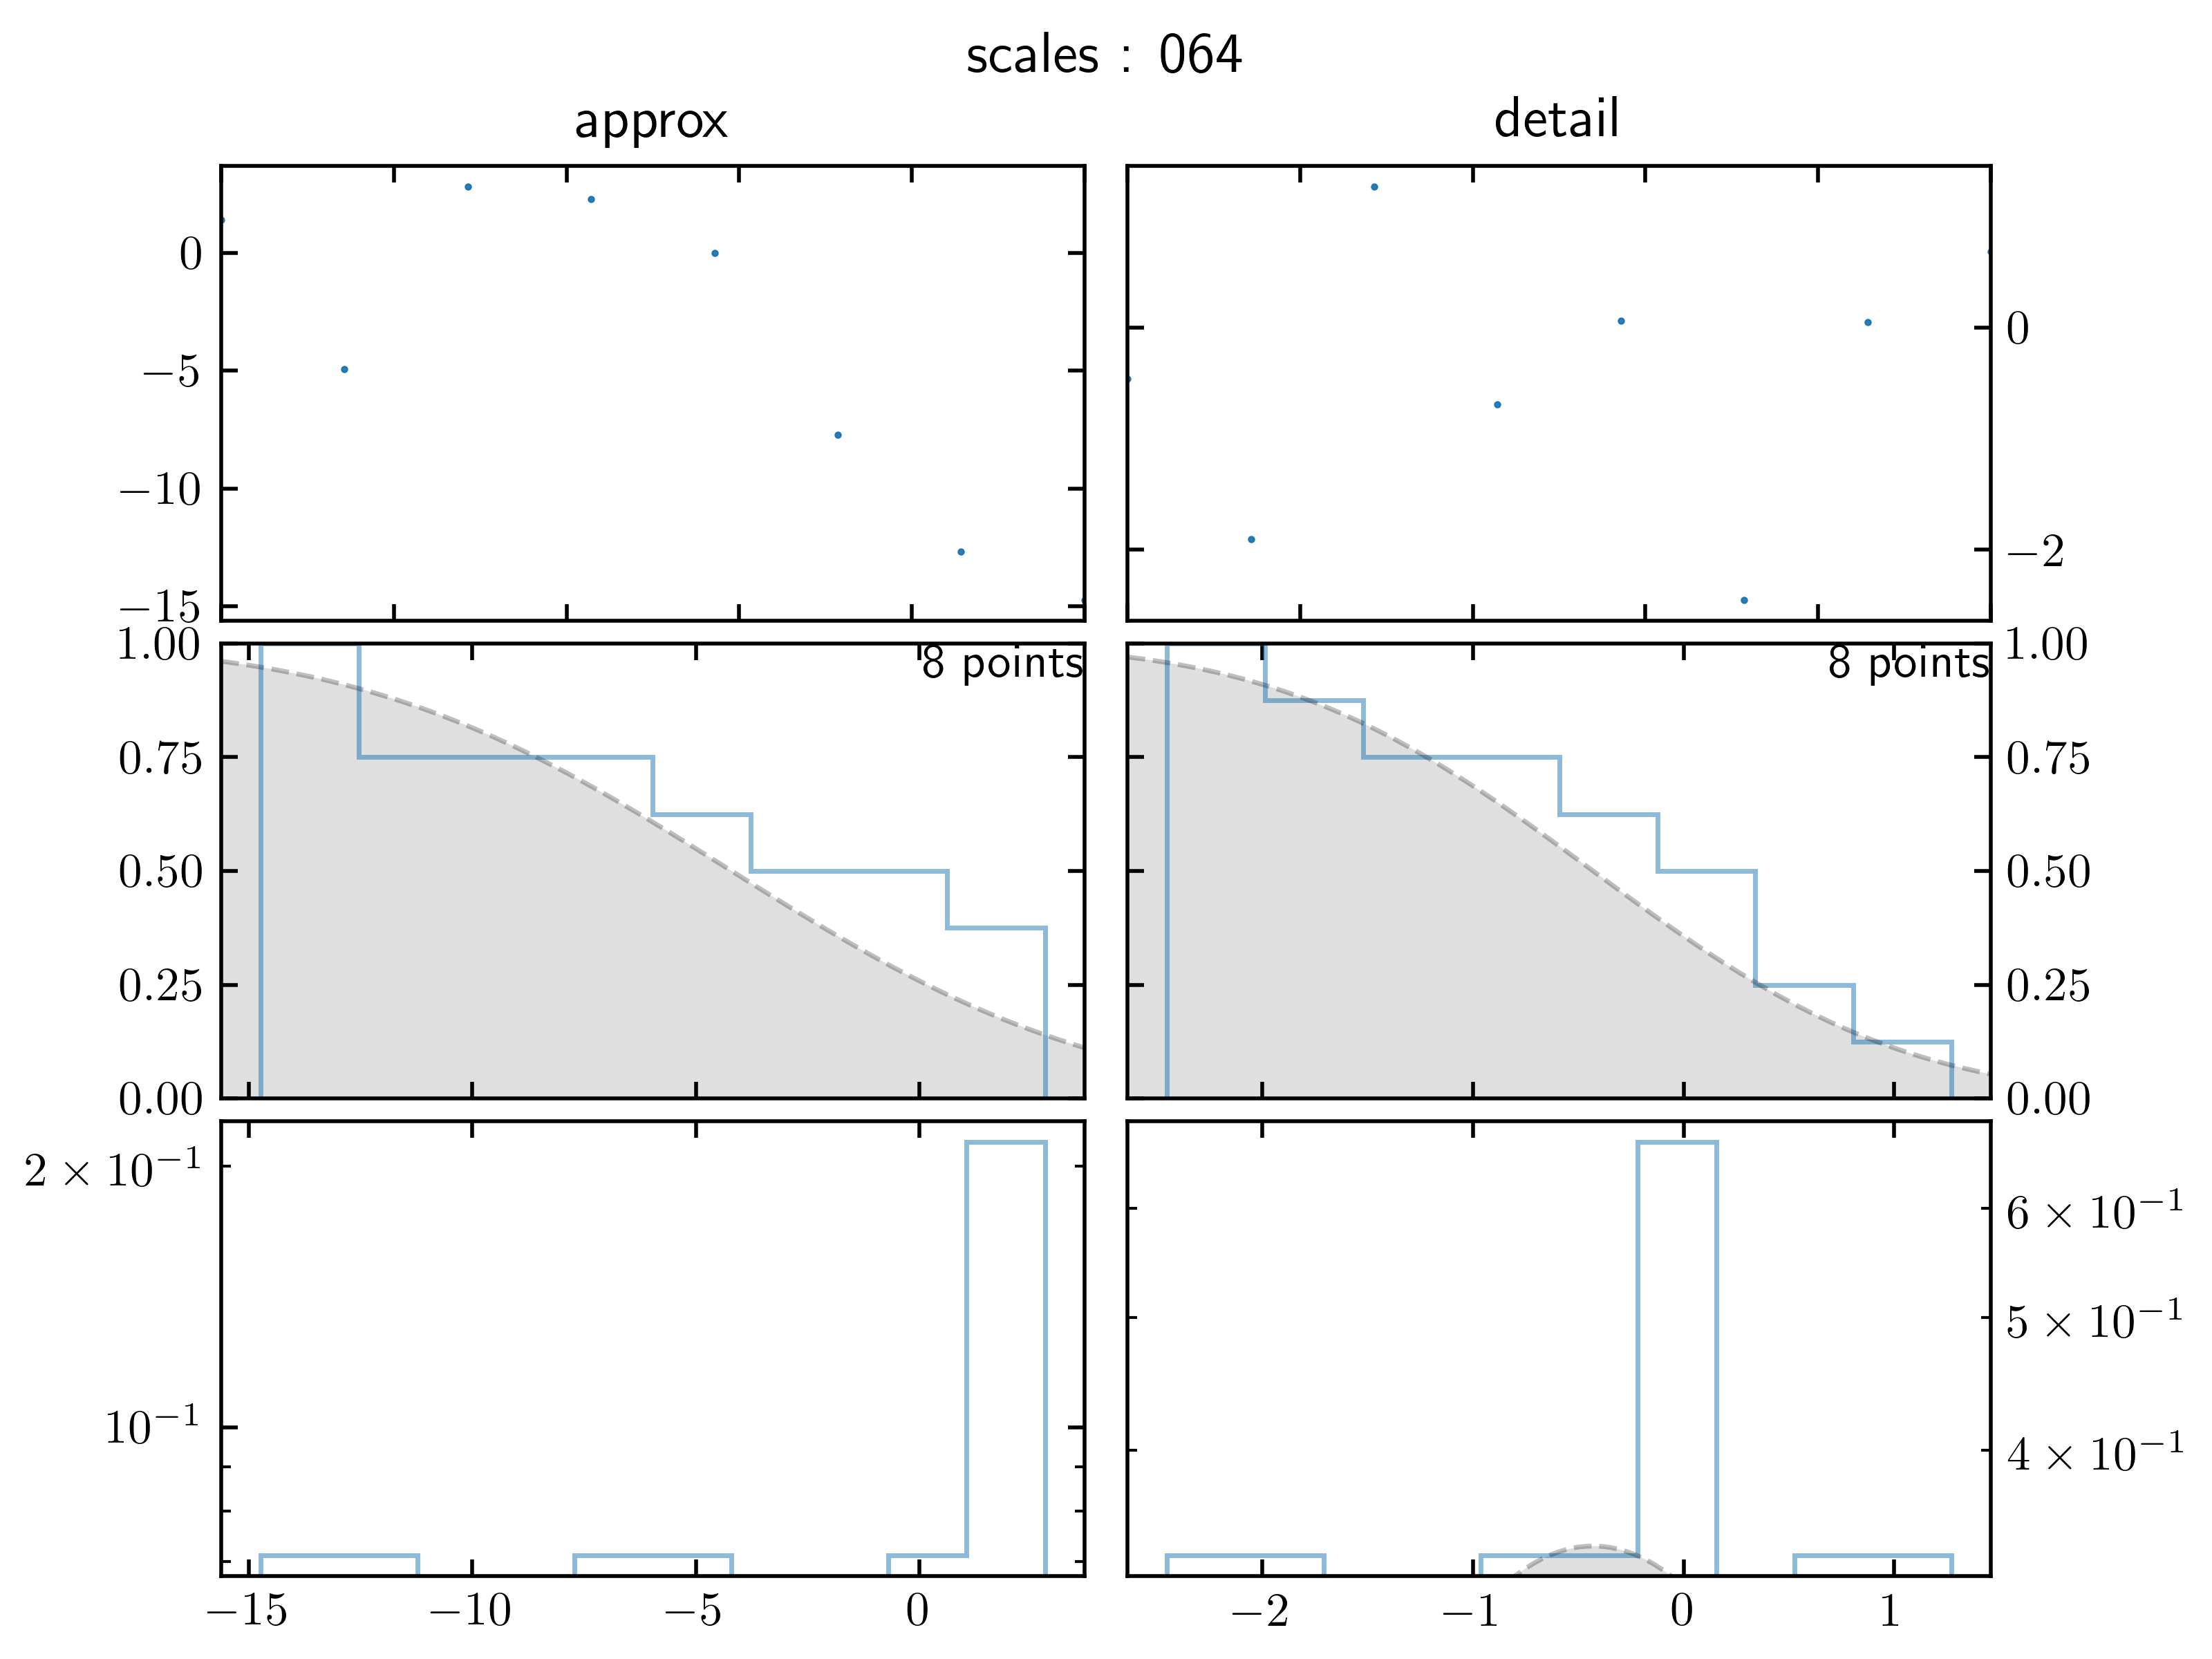 scales : 064
approx
detail
0
−5
−10
−15
0
−2
1.00
0.75
0.50
0.25
0.00
8 points
8 points
1.00
0.75
0.50
0.25
0.00
2 × 10⁻¹
10⁻¹
6 × 10⁻¹
5 × 10⁻¹
4 × 10⁻¹
−15 −10 −5 0
−2 −1 0 1